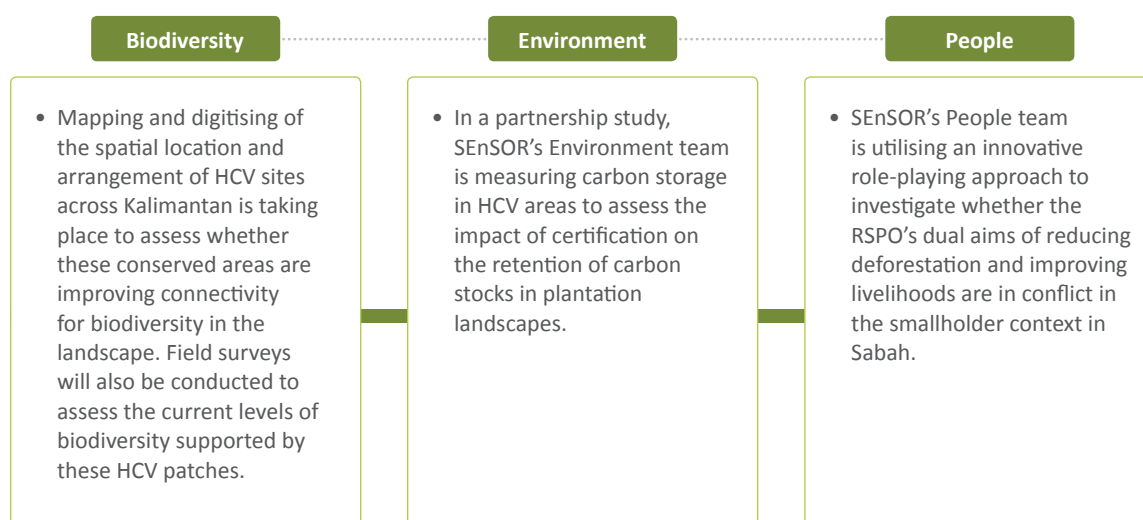 Biodiversity
• Mapping and digitising of
the spatial location and
arrangement of HCV sites
across Kalimantan is taking
place to assess whether
these conserved areas are
improving connectivity
for biodiversity in the
landscape. Field surveys
will also be conducted to
assess the current levels of
biodiversity supported by
these HCV patches.
Environment
• In a partnership study,
SEnSOR’s Environment team
is measuring carbon storage
in HCV areas to assess the
impact of certification on
the retention of carbon
stocks in plantation
landscapes.
People
• SEnSOR’s People team
is utilising an innovative
role-playing approach to
investigate whether the
RSPO’s dual aims of reducing
deforestation and improving
livelihoods are in conflict in
the smallholder context in
Sabah.